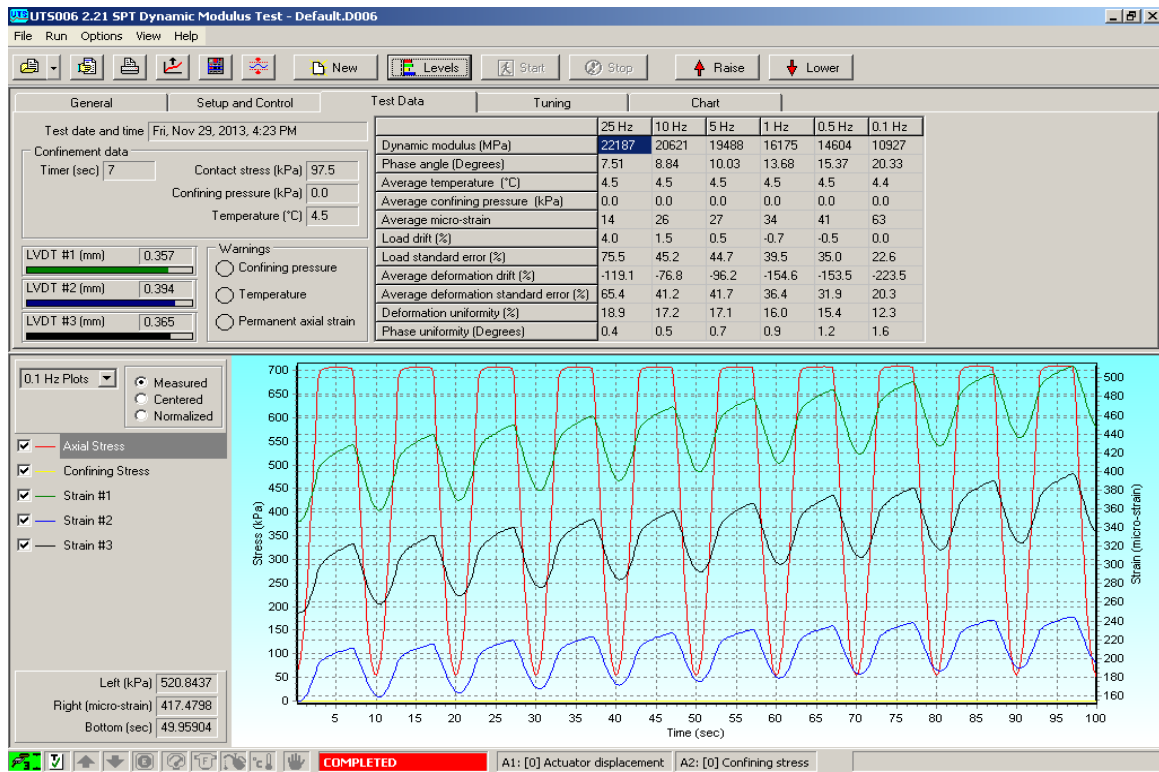 UTS006 2.21 SPT Dynamic Modulus Test - Default.D006
File Run Options View Help
New Levels Start Stop Raise Lower
General Setup and Control Test Data Tuning Chart
Test date and time Fri, Nov 29, 2013, 4:23 PM
Confinement data
Timer (sec) 7 Contact stress (kPa) 97.5
Confining pressure (kPa) 0.0
Temperature (°C) 4.5
LVDT #1 (mm) 0.357
LVDT #2 (mm) 0.394
LVDT #3 (mm) 0.365
Warnings
Confining pressure
Temperature
Permanent axial strain
25 Hz 10 Hz 5 Hz 1 Hz 0.5 Hz 0.1 Hz
Dynamic modulus (MPa) 22187 20621 19488 16175 14604 10927
Phase angle (Degrees) 7.51 8.84 10.03 13.68 15.37 20.33
Average temperature (°C) 4.5 4.5 4.5 4.5 4.5 4.4
Average confining pressure (kPa) 0.0 0.0 0.0 0.0 0.0 0.0
Average micro-strain 14 26 27 34 41 63
Load drift (%) 4.0 1.5 0.5 -0.7 -0.5 0.0
Load standard error (%) 75.5 45.2 44.7 39.5 35.0 22.6
Average deformation drift (%) -119.1 -76.8 -96.2 -154.6 -153.5 -223.5
Average deformation standard error (%) 65.4 41.2 41.7 36.4 31.9 20.3
Deformation uniformity (%) 18.9 17.2 17.1 16.0 15.4 12.3
Phase uniformity (Degrees) 0.4 0.5 0.7 0.9 1.2 1.6
0.1 Hz Plots
Measured
Centered
Normalized
Axial Stress
Confining Stress
Strain #1
Strain #2
Strain #3
Left (kPa) 520.8437
Right (micro-strain) 417.4798
Bottom (sec) 49.95904
Stress (kPa)
700
650
600
550
500
450
400
350
300
250
200
150
100
50
0
5 10 15 20 25 30 35 40 45 50 55 60 65 70 75 80 85 90 95 100
Time (sec)
500
480
460
440
420
400
380
360
340
320
300
280
260
240
220
200
180
160
Strain (micro-strain)
COMPLETED
A1: [0] Actuator displacement
A2: [0] Confining stress